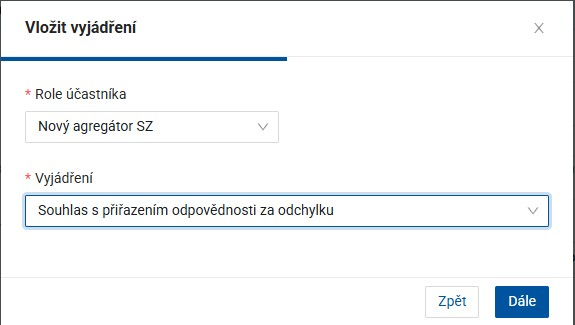 Vložit vyjádření
* Role účastníka
Nový agregátor SZ
* Vyjádření
Souhlas s přiřazením odpovědnosti za odchylku
Zpět
Dále